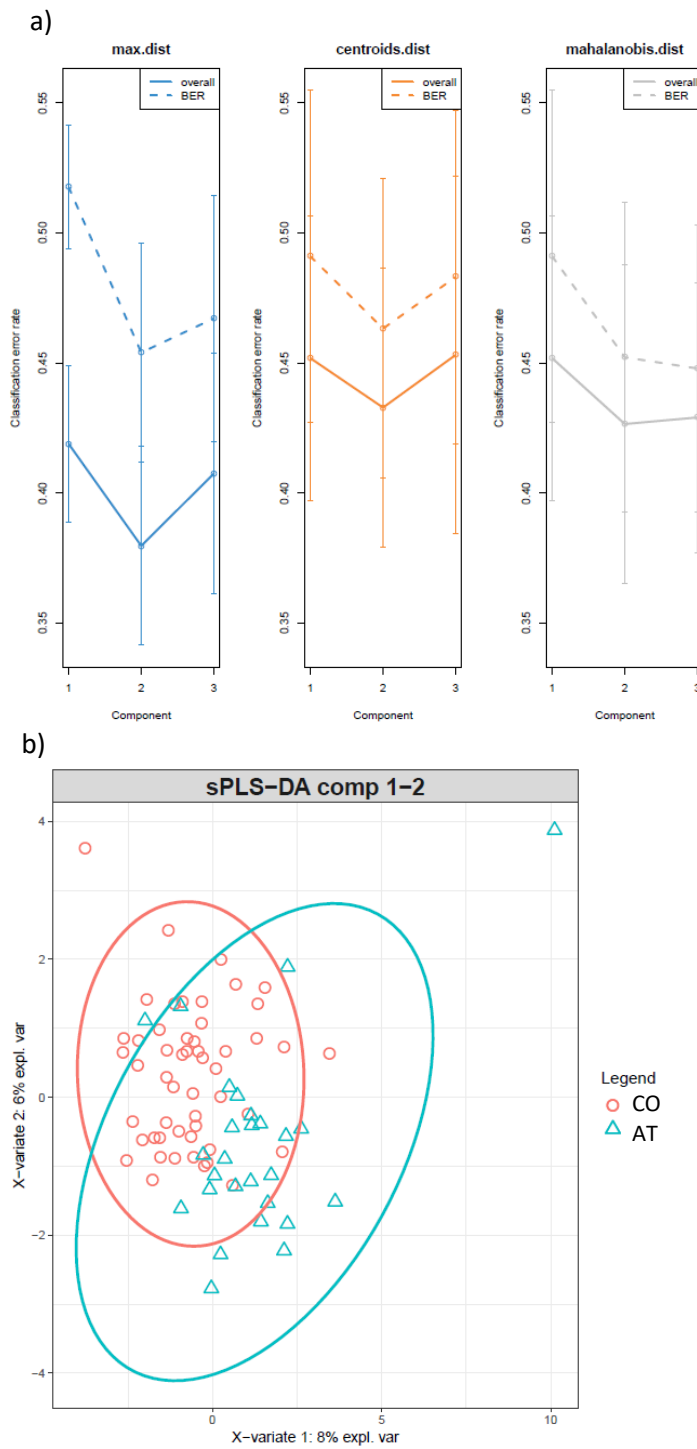 a)
max.dist centroids.dist mahalanobis.dist
overall overall overall
BER BER BER
0.55 0.55 0.55
0.50 0.50 0.50
Classification error rate Classification error rate Classification error rate
0.45 0.45 0.45
0.40 0.40 0.40
0.35 0.35 0.35
1 2 3 1 2 3 1 2 3
Component Component Component
b)
sPLS−DA comp 1−2
4
2
X−variate 2: 6% expl. var
0
−2
−4
0 5 10
X−variate 1: 8% expl. var
Legend
CO
AT